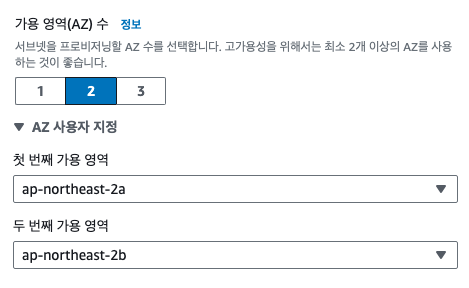 가용 영역(AZ) 수 정보
서브넷을 프로비저닝할 AZ 수를 선택합니다. 고가용성을 위해서는 최소 2개 이상의 AZ를 사용
하는 것이 좋습니다.
1 2 3
▼ AZ 사용자 지정
첫 번째 가용 영역
ap-northeast-2a
두 번째 가용 영역
ap-northeast-2b